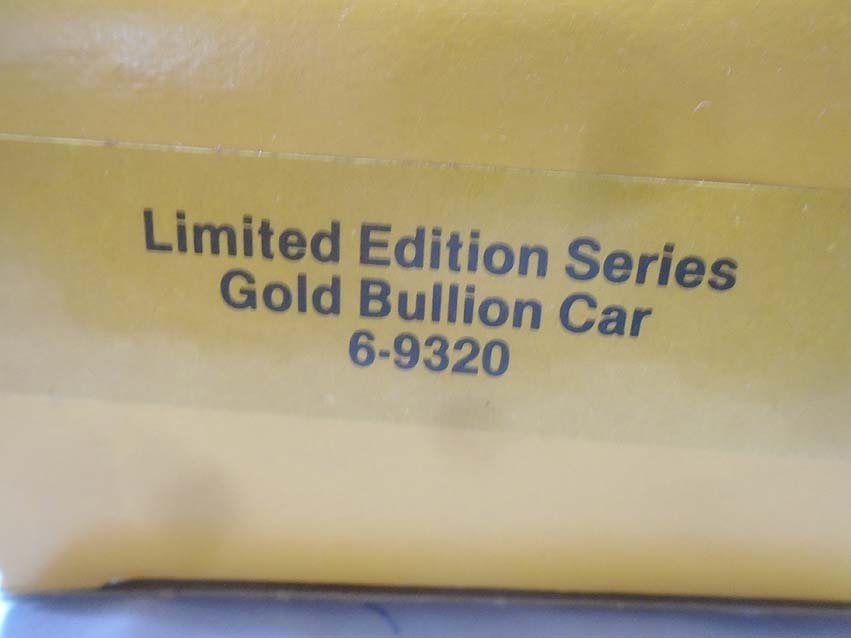 Limited Edition Series
Gold Bullion Car
6-9320